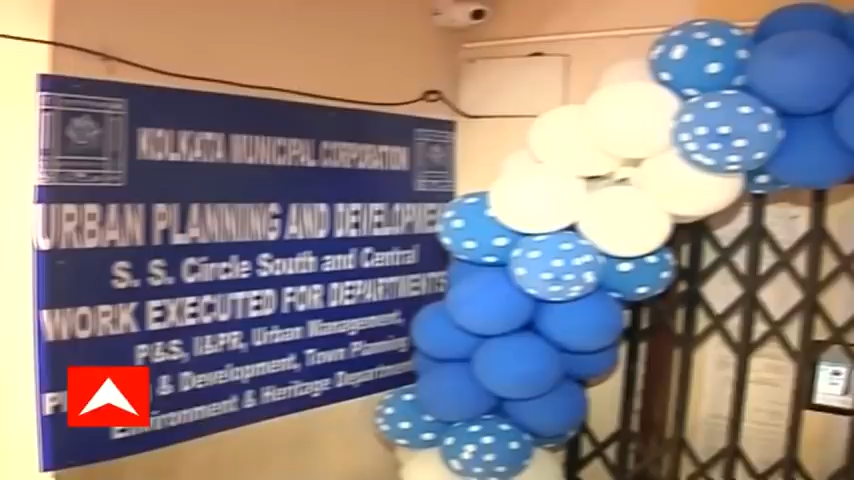 KOLKATA MUNICIPAL CORPORATION
URBAN PLANNING AND DEVELOPMENT
S. S. Circle South and Central
WORK EXECUTED FOR DEPARTMENTS
P&S, I&PR, Urban Management,
& Development, Town Planning
Environment & Heritage Department